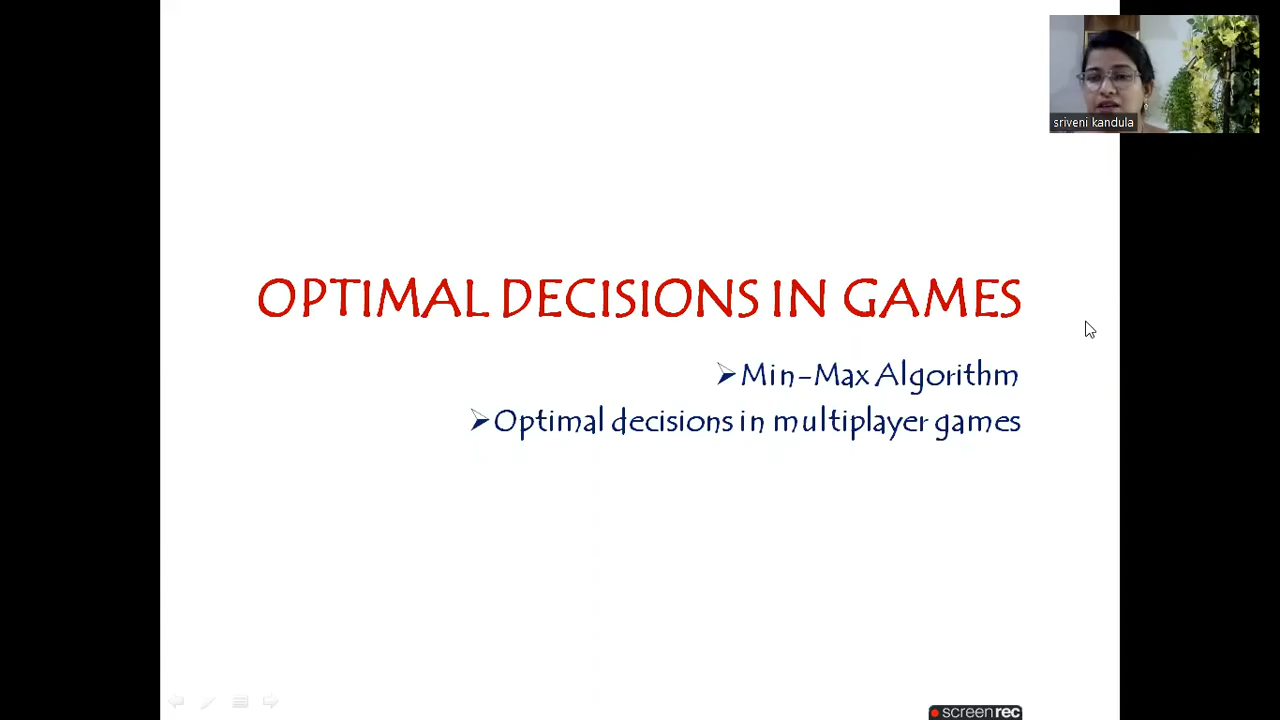 sriveni kandula
OPTIMAL DECISIONS IN GAMES
Min-Max Algorithm
Optimal decisions in multiplayer games
screenrec